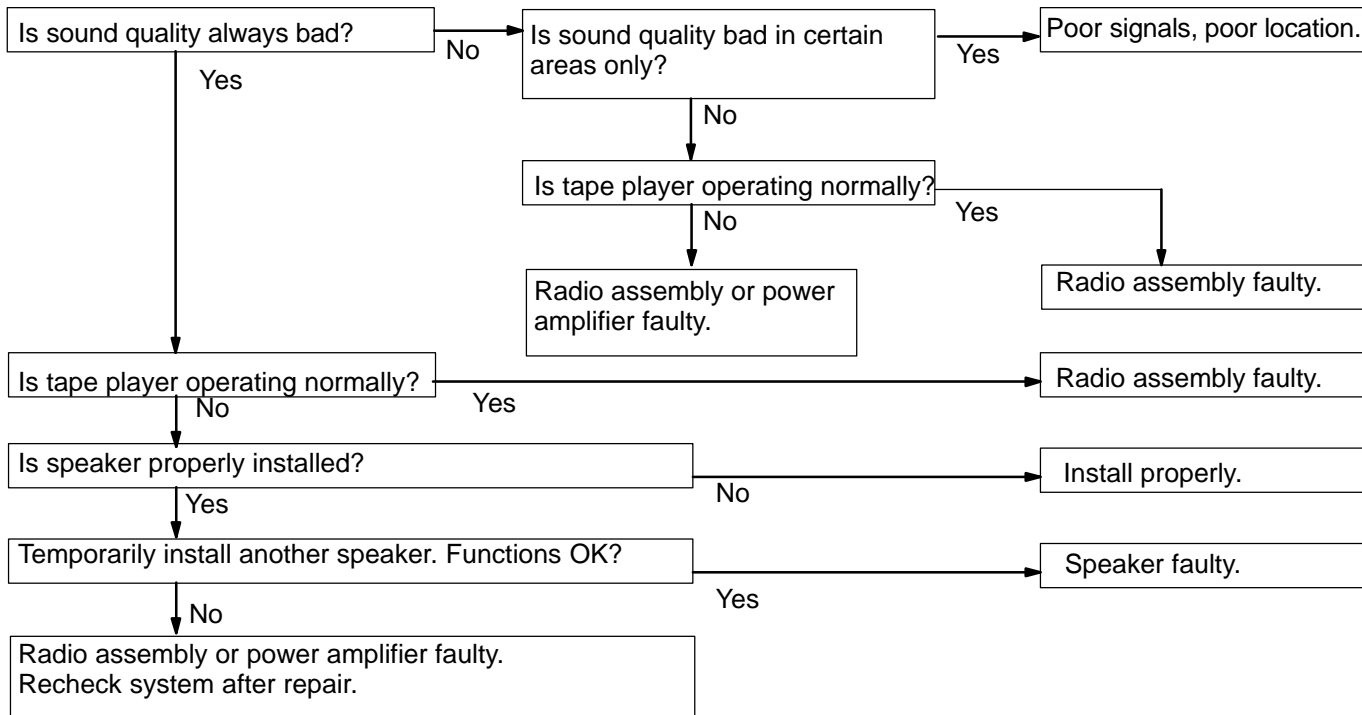 Is sound quality always bad?
No
Is sound quality bad in certain
areas only?
Yes
Poor signals, poor location.
Yes
No
Is tape player operating normally?
Yes
No
Radio assembly or power
amplifier faulty.
Radio assembly faulty.
Is tape player operating normally?
Yes
Radio assembly faulty.
No
Is speaker properly installed?
No
Install properly.
Yes
Temporarily install another speaker. Functions OK?
Yes
Speaker faulty.
No
Radio assembly or power amplifier faulty.
Recheck system after repair.